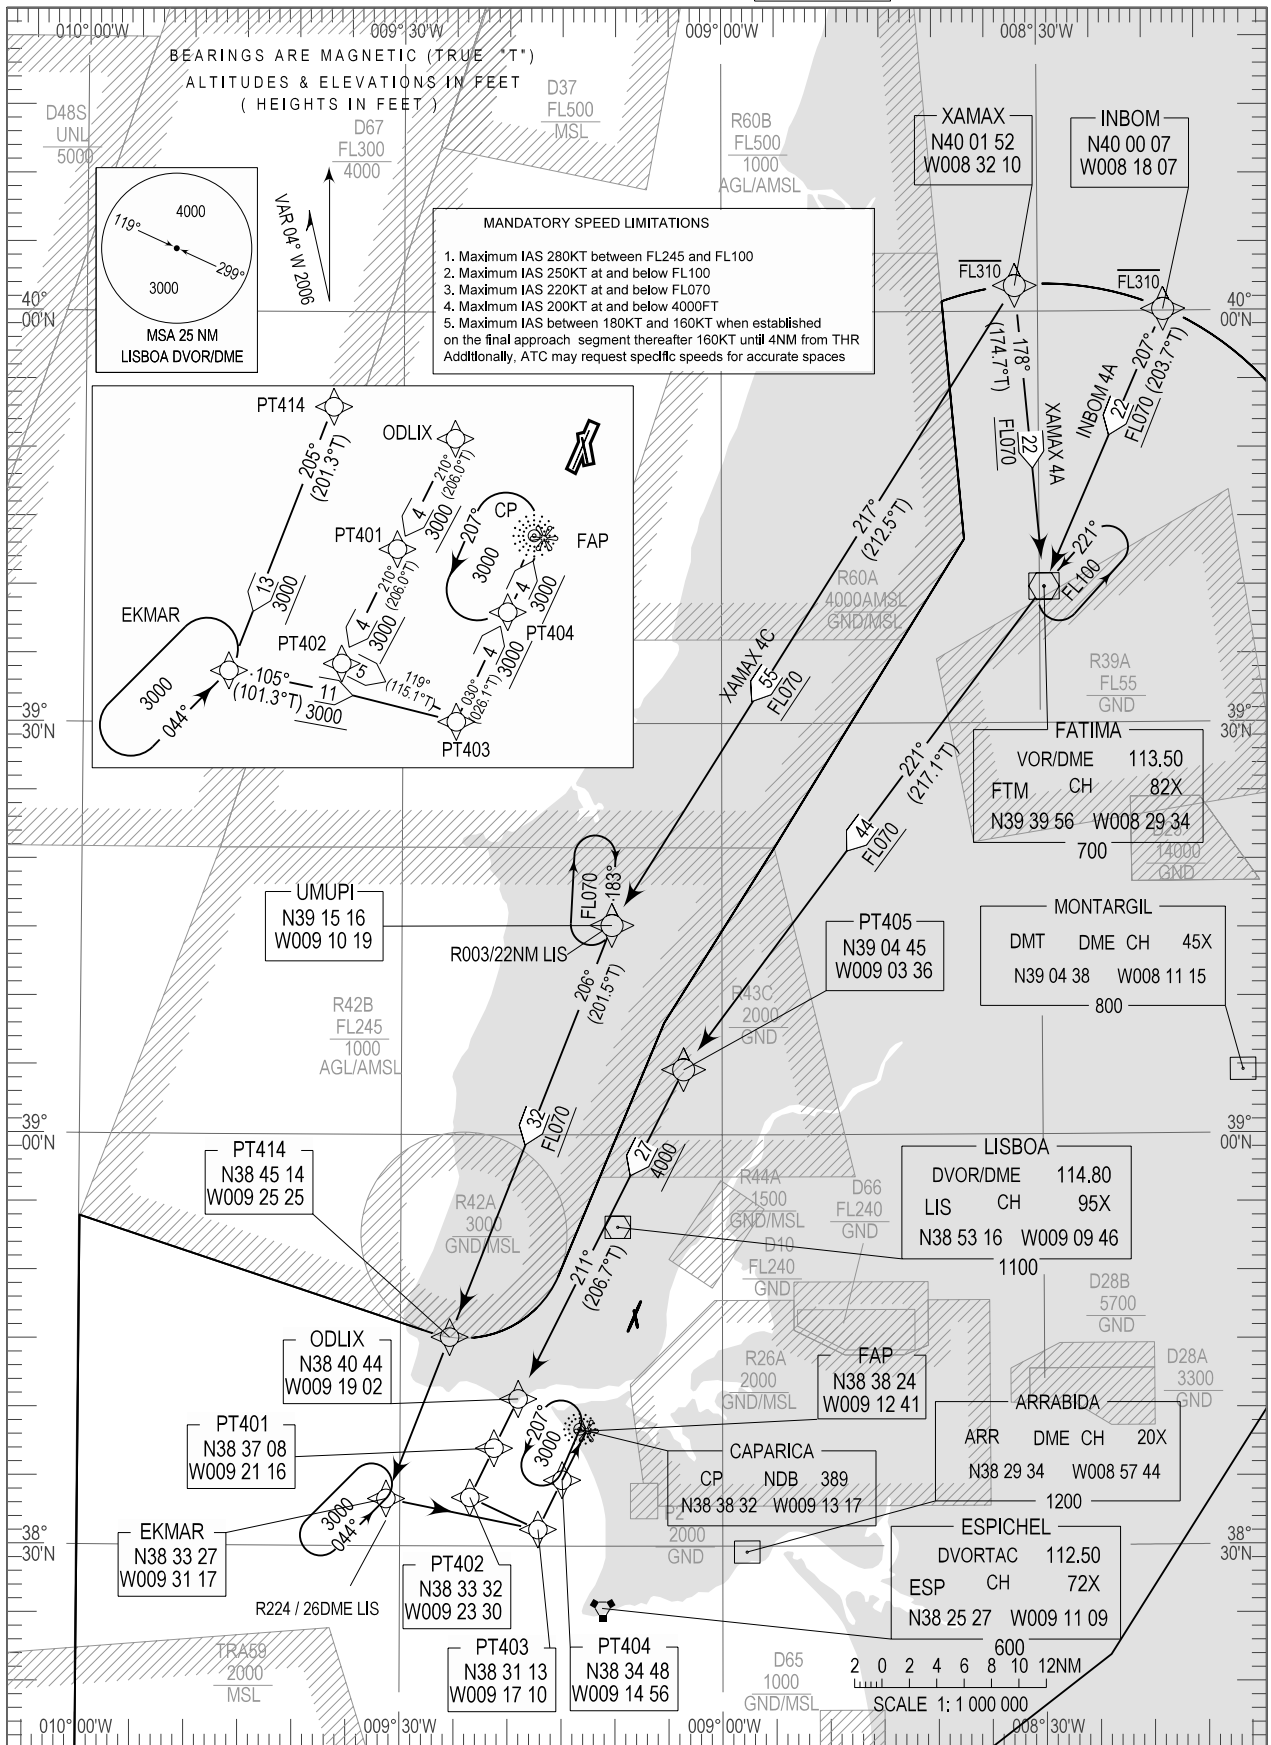 010°00'W
009°30'W
009°00'W
008°30'W
BEARINGS ARE MAGNETIC (TRUE "T")
ALTITUDES & ELEVATIONS IN FEET
( HEIGHTS IN FEET )
D48S
UNL
5000
D67
FL300
4000
D37
FL500
MSL
R60B
FL500
1000
AGL/AMSL
XAMAX
N40 01 52
W008 32 10
INBOM
N40 00 07
W008 18 07
119°
4000
299°
3000
MSA 25 NM
LISBOA DVOR/DME
VAR 04° W 2006
MANDATORY SPEED LIMITATIONS
1. Maximum IAS 280KT between FL245 and FL100
2. Maximum IAS 250KT at and below FL100
3. Maximum IAS 220KT at and below FL070
4. Maximum IAS 200KT at and below 4000FT
5. Maximum IAS between 180KT and 160KT when established
on the final approach segment thereafter 160KT until 4NM from THR
Additionally, ATC may request specific speeds for accurate spaces
40°
00'N
40°
00'N
FL310
FL310
178°
(174.7°T)
22
FL070
XAMAX 4A
207°
(203.7°T)
22
FL070
INBOM 4A
217°
(212.5°T)
XAMAX 4C
55
FL070
221°
FL100
221°
(217.1°T)
44
FL070
PT414
ODLIX
205°
(201.3°T)
210°
(206.0°T)
4
3000
CP
207°
3000
FAP
PT401
210°
(206.0°T)
4
3000
13
3000
4
3000
EKMAR
PT402
PT404
3000
044°
105°
(101.3°T)
11
3000
5
119°
(115.1°T)
030°
(026.1°T)
4
3000
PT403
39°
30'N
39°
30'N
R60A
4000AMSL
GND/MSL
R39A
FL55
GND
FATIMA
VOR/DME 113.50
FTM CH 82X
N39 39 56 W008 29 34
700
14000
GND
UMUPI
N39 15 16
W009 10 19
FL070
183°
R003/22NM LIS
206°
(201.5°T)
32
FL070
PT405
N39 04 45
W009 03 36
MONTARGIL
DMT DME CH 45X
N39 04 38 W008 11 15
800
R42B
FL245
1000
AGL/AMSL
R43C
2000
GND
39°
00'N
39°
00'N
27
4000
PT414
N38 45 14
W009 25 25
R42A
3000
GND/MSL
R44A
1500
GND/MSL
D66
FL240
GND
D10
FL240
GND
LISBOA
DVOR/DME 114.80
LIS CH 95X
N38 53 16 W009 09 46
1100
211°
(206.7°T)
D28B
5700
GND
D28A
3300
GND
ODLIX
N38 40 44
W009 19 02
R26A
2000
GND/MSL
FAP
N38 38 24
W009 12 41
PT401
N38 37 08
W009 21 16
207°
3000
CAPARICA
CP NDB 389
N38 38 32 W009 13 17
ARRABIDA
ARR DME CH 20X
N38 29 34 W008 57 44
1200
EKMAR
N38 33 27
W009 31 17
3000
044°
R224 / 26DME LIS
PT402
N38 33 32
W009 23 30
P2
2000
GND
38°
30'N
38°
30'N
ESPICHEL
DVORTAC 112.50
ESP CH 72X
N38 25 27 W009 11 09
600
PT403
N38 31 13
W009 17 10
PT404
N38 34 48
W009 14 56
TRA59
2000
MSL
D65
1000
GND/MSL
2 0 2 4 6 8 10 12NM
SCALE 1: 1 000 000
010°00'W
009°30'W
009°00'W
008°30'W